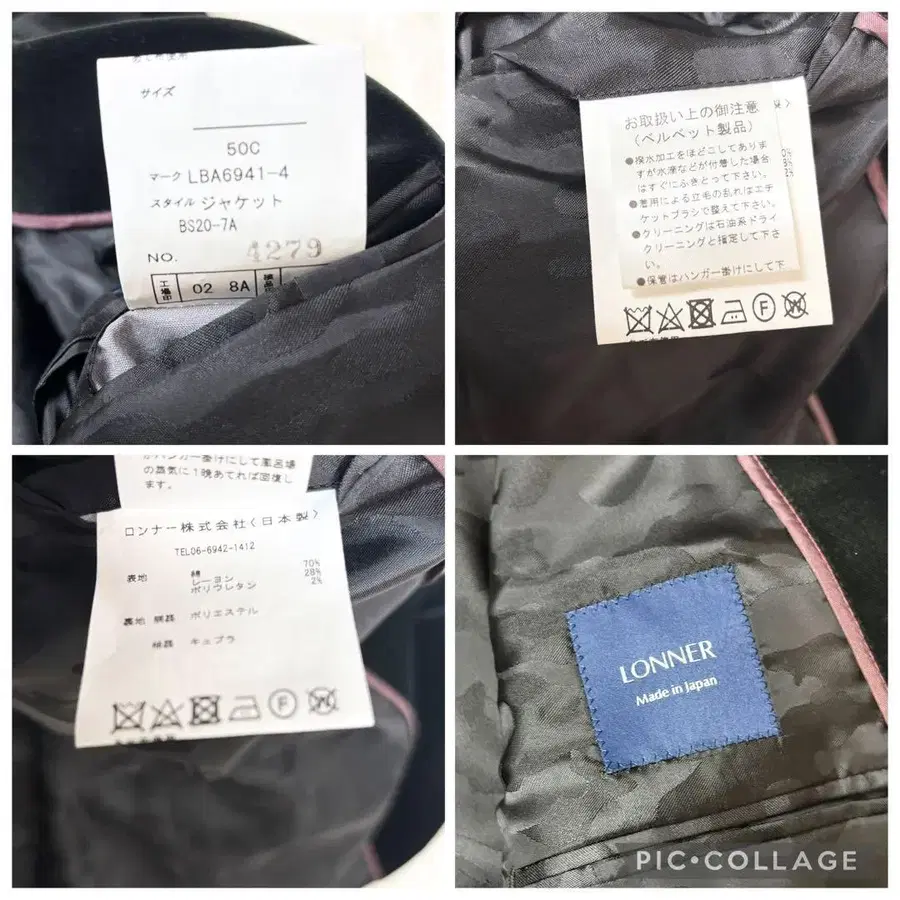 サイズ
50C
マーク LBA6941-4
スタイル ジャケット
BS20-7A
NO. 4279
工場印 02 8A
お取扱い上の御注意
(ベルベット製品)
●撥水加工をほどこしてありま
すが水滴などが付着した場合
はすぐにふきとって下さい。
●着用による立毛の乱れはエチ
ケットブラシで整えて下さい。
●クリーニングは石油系ドライ
クリーニングと指定して下さ
い。
●保管はハンガー掛けにして下
F W
がハンガー掛けにして風呂場
の蒸気に1晩あてれば回復し
ます。
ロンナー株式会社〈日本製〉
TEL06-6942-1412
表地 綿 70%
レーヨン 28%
ポリウレタン 2%
裏地 胴裏 ポリエステル
袖裏 キュプラ
F W
LONNER
Made in Japan
PIC•COLLAGE